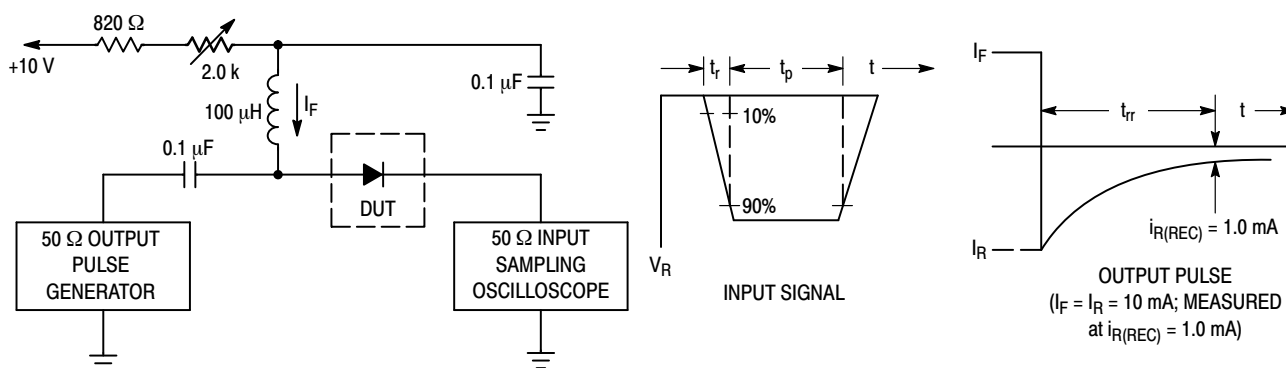 820 Ω
+10 V
2.0 k
100 μH
I_F
0.1 μF
0.1 μF
DUT
50 Ω OUTPUT
PULSE
GENERATOR
50 Ω INPUT
SAMPLING
OSCILLOSCOPE
t_r
t_p
t
10%
90%
V_R
INPUT SIGNAL
I_F
t_rr
t
I_R
i_R(REC) = 1.0 mA
OUTPUT PULSE
(I_F = I_R = 10 mA; MEASURED
at i_R(REC) = 1.0 mA)